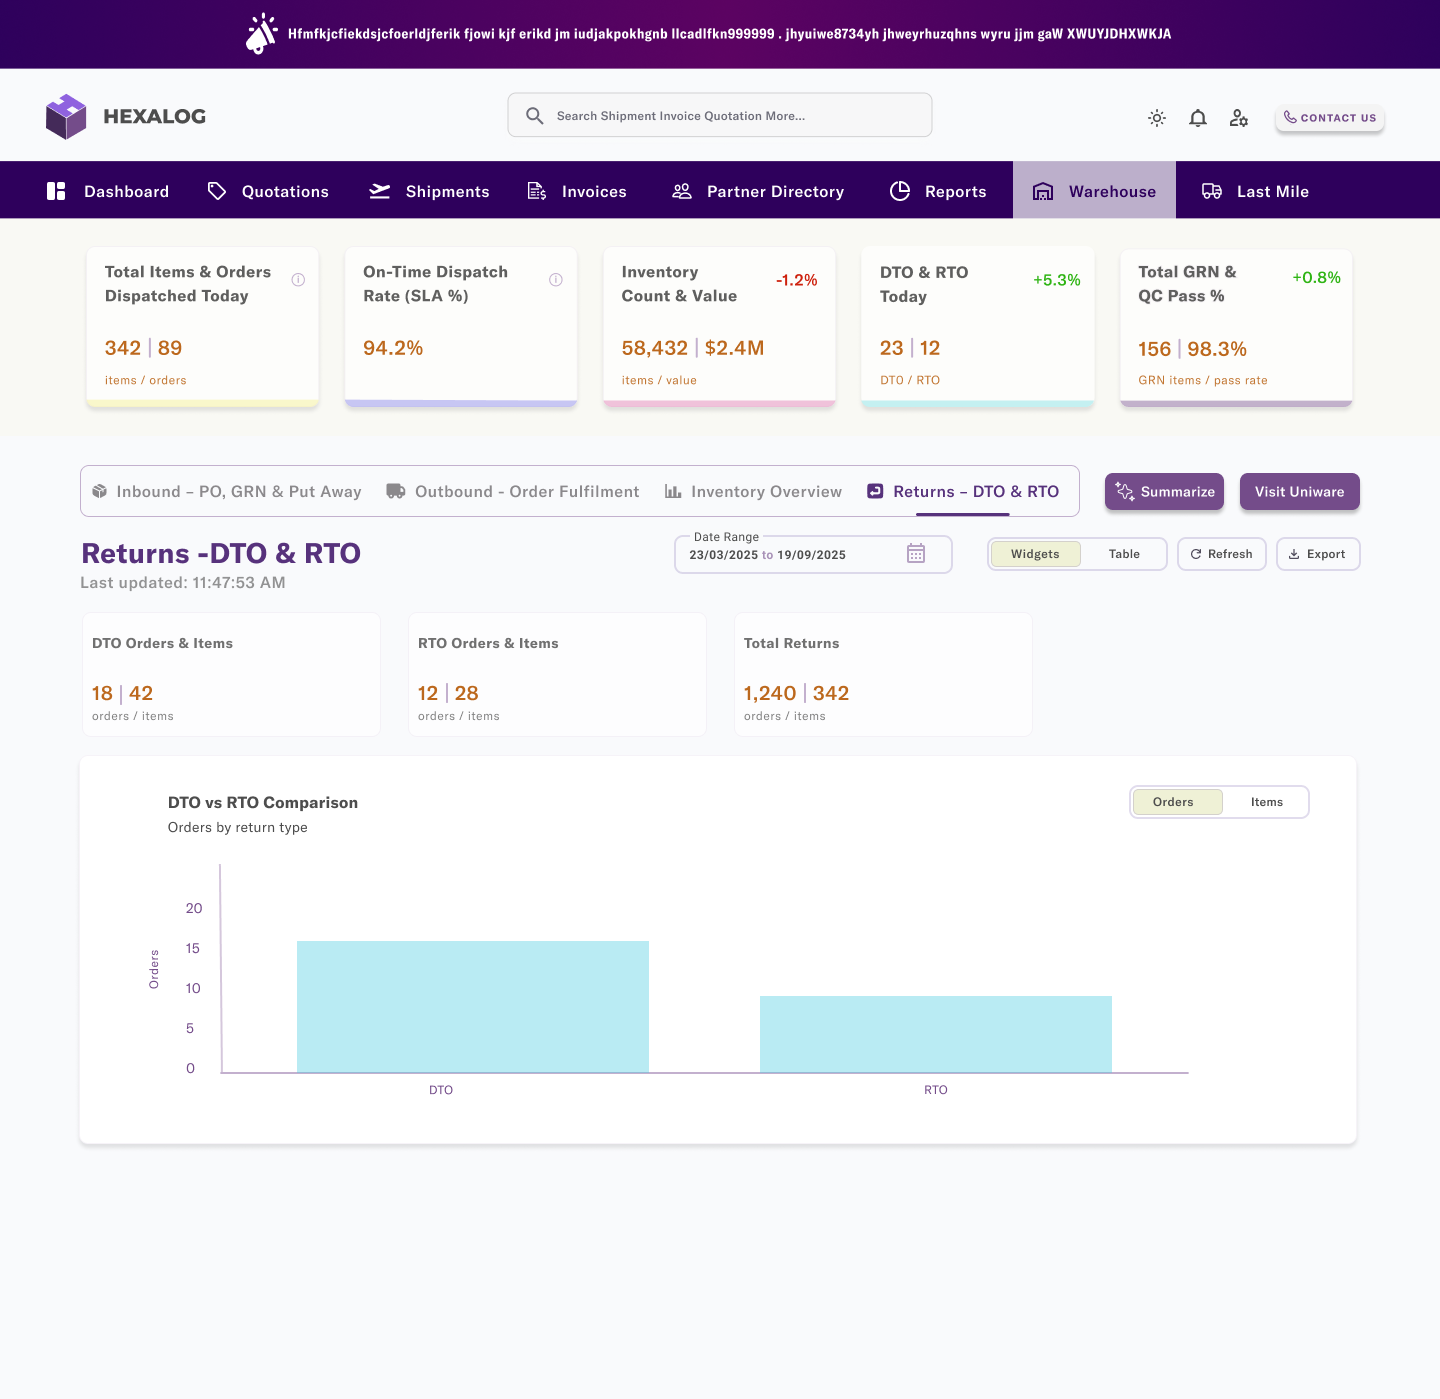 Hfmfkjcfiekdsjcfoerldjferik fjowi kjf erikd jm iudjakpokhgnb llcadlfkn999999 . jhyuiwe8734yh jhweyrhuzqhns wyru jjm gaW XWUYJDHXWKJA
HEXALOG
Search Shipment Invoice Quotation More...
CONTACT US
Dashboard Quotations Shipments Invoices Partner Directory Reports Warehouse Last Mile
Total Items & Orders
Dispatched Today
342 | 89
items / orders
On-Time Dispatch
Rate (SLA %)
94.2%
Inventory
Count & Value
-1.2%
58,432 | $2.4M
items / value
DTO & RTO
Today
+5.3%
23 | 12
DTO / RTO
Total GRN &
QC Pass %
+0.8%
156 | 98.3%
GRN items / pass rate
Inbound – PO, GRN & Put Away Outbound - Order Fulfilment Inventory Overview Returns – DTO & RTO
Summarize
Visit Uniware
Returns -DTO & RTO
Last updated: 11:47:53 AM
Date Range
23/03/2025 to 19/09/2025
Widgets Table
Refresh
Export
DTO Orders & Items
18 | 42
orders / items
RTO Orders & Items
12 | 28
orders / items
Total Returns
1,240 | 342
orders / items
DTO vs RTO Comparison
Orders by return type
Orders Items
Orders
20
15
10
5
0
DTO RTO